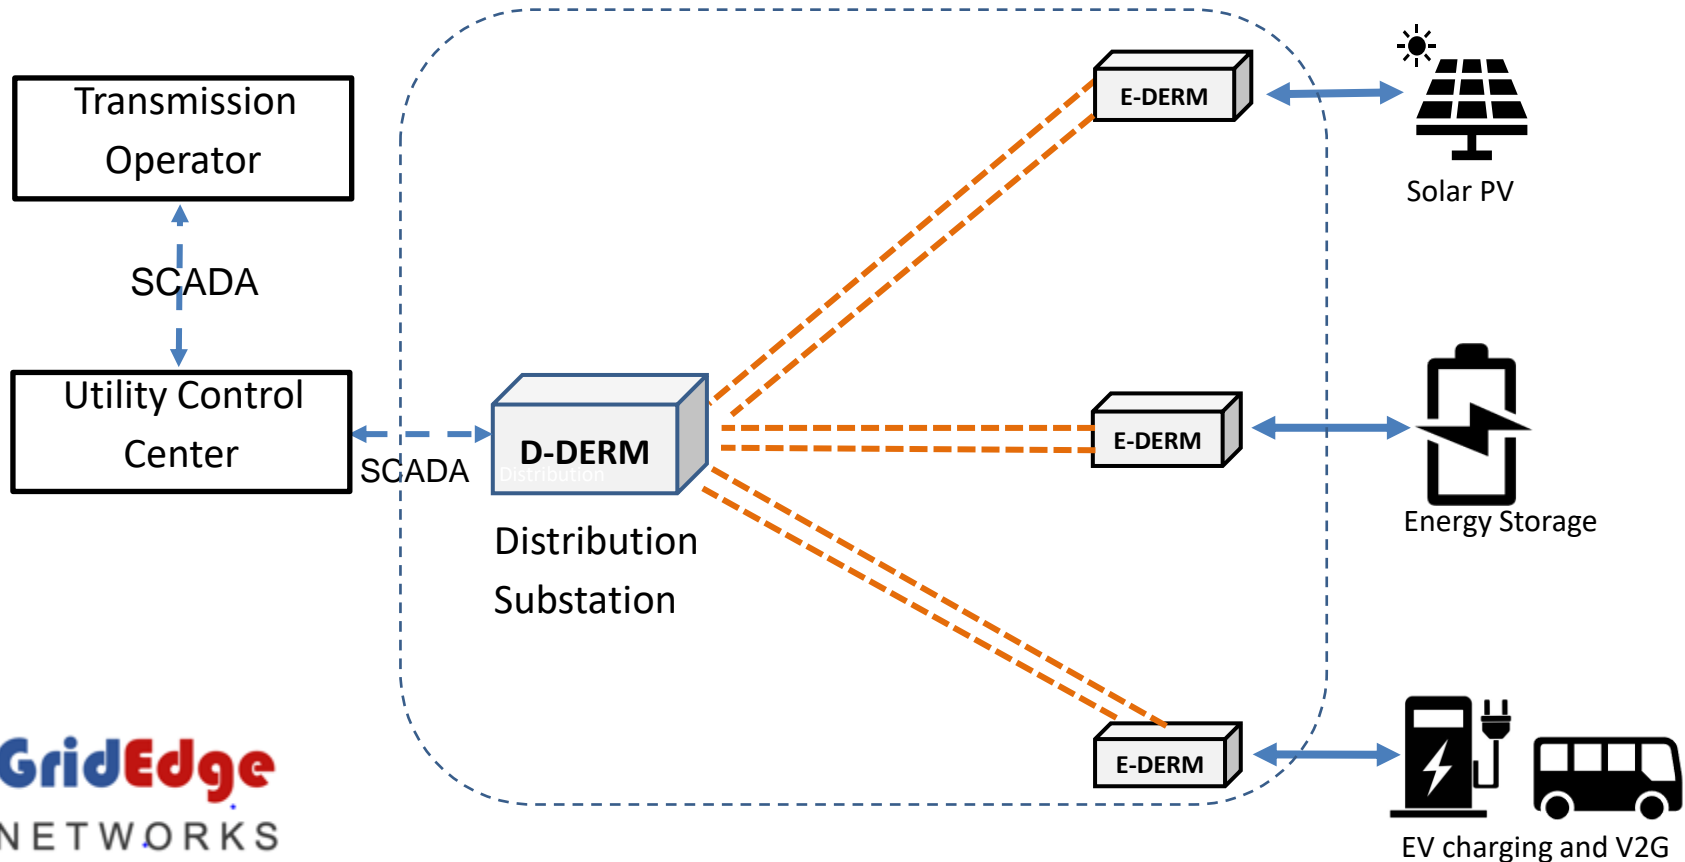 Transmission
Operator
SCADA
Utility Control
Center
SCADA
D-DERM
Distribution
Distribution
Substation
E-DERM
Solar PV
E-DERM
Energy Storage
E-DERM
EV charging and V2G
GridEdge
NETWORKS